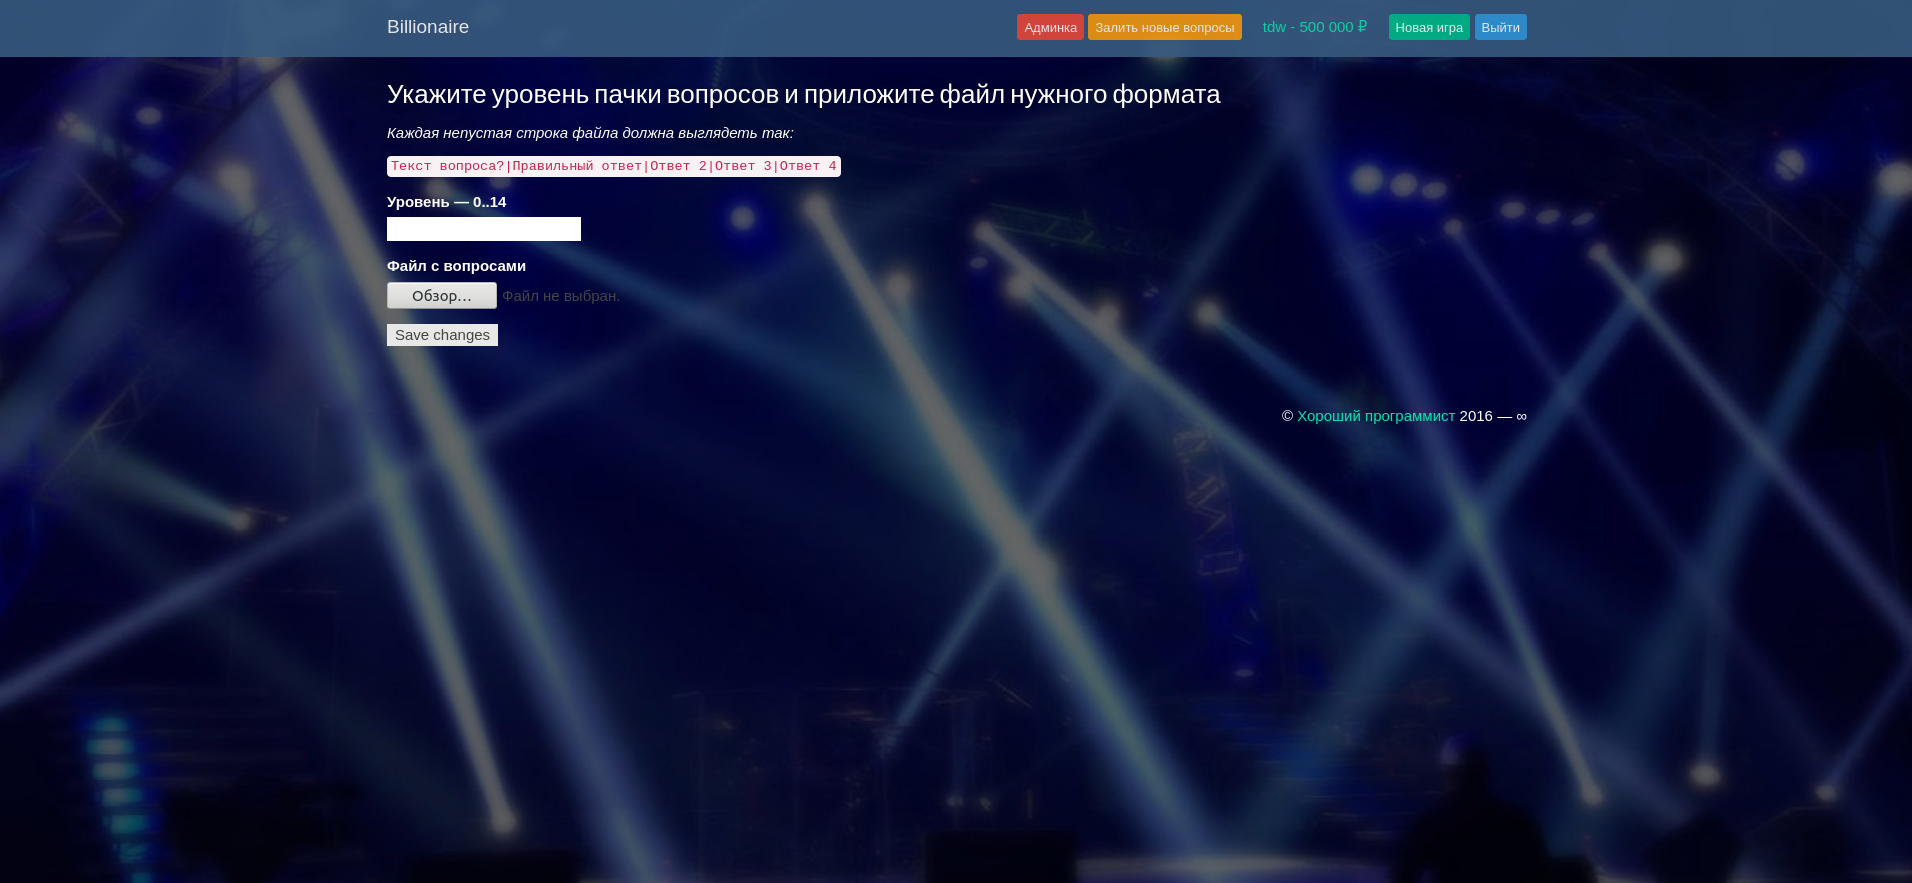 Billionaire
Админка Залить новые вопросы tdw - 500 000 ₽ Новая игра Выйти
Укажите уровень пачки вопросов и приложите файл нужного формата
Каждая непустая строка файла должна выглядеть так:
Текст вопроса?|Правильный ответ|Ответ 2|Ответ 3|Ответ 4
Уровень — 0..14
Файл с вопросами
Обзор... Файл не выбран.
Save changes
© Хороший программист 2016 — ∞